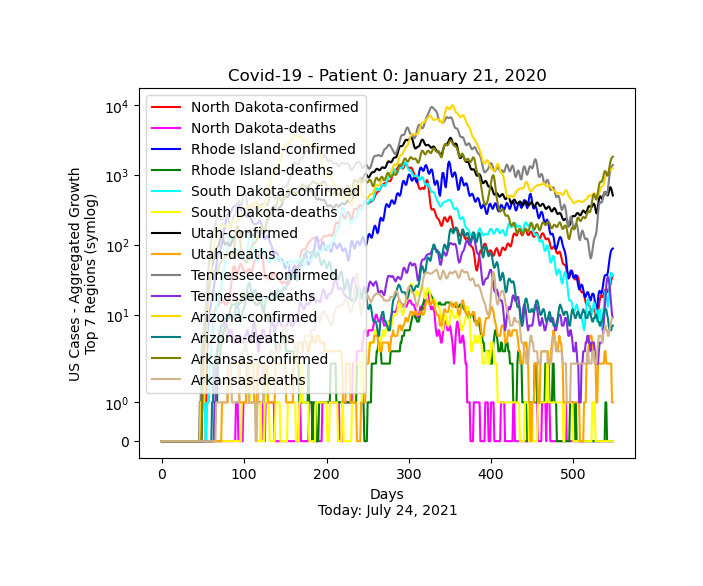 Covid-19 - Patient 0: January 21, 2020
US Cases - Aggregated Growth
Top 7 Regions (symlog)
10^4
10^3
10^2
10^1
10^0
0
North Dakota-confirmed
North Dakota-deaths
Rhode Island-confirmed
Rhode Island-deaths
South Dakota-confirmed
South Dakota-deaths
Utah-confirmed
Utah-deaths
Tennessee-confirmed
Tennessee-deaths
Arizona-confirmed
Arizona-deaths
Arkansas-confirmed
Arkansas-deaths
0 100 200 300 400 500
Days
Today: July 24, 2021